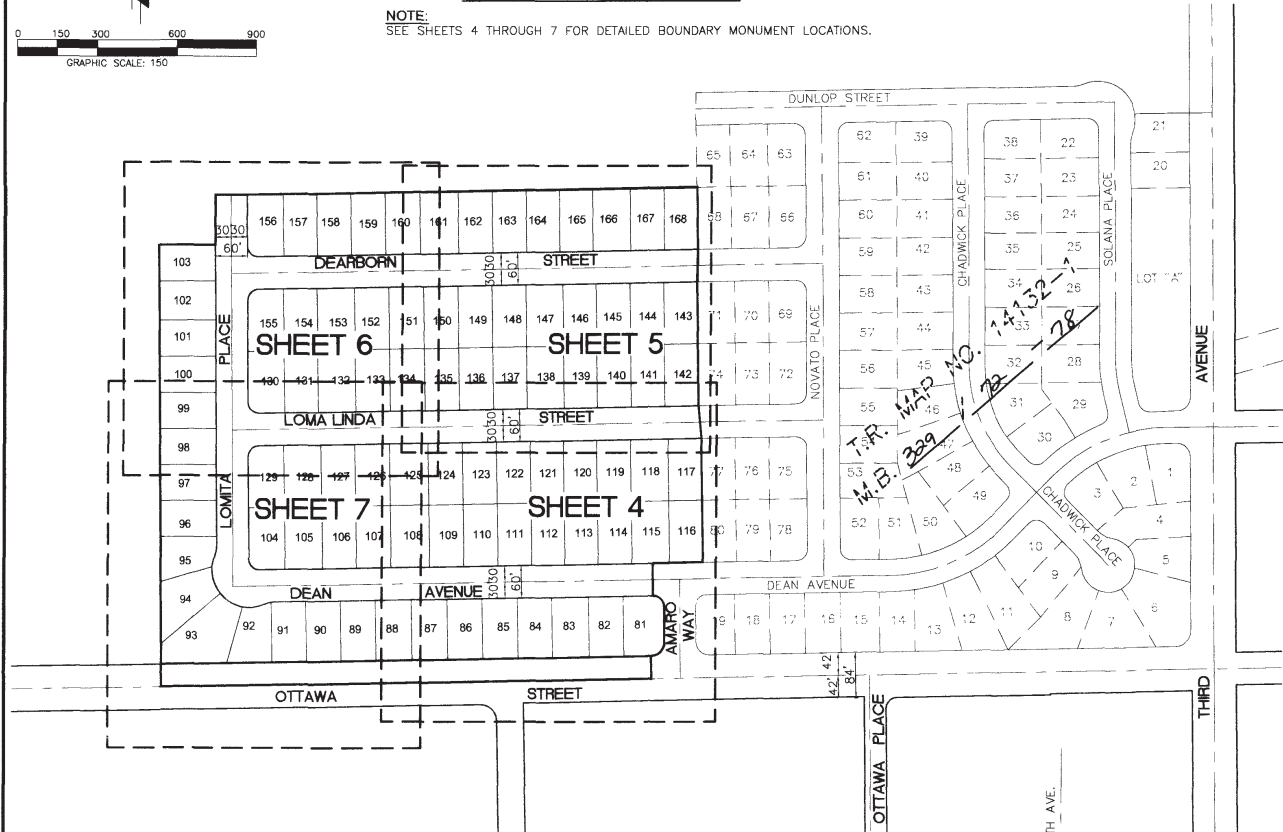 NOTE:
SEE SHEETS 4 THROUGH 7 FOR DETAILED BOUNDARY MONUMENT LOCATIONS.
0 150 300 600 900
GRAPHIC SCALE: 150
DUNLOP STREET
65 64 63
62 39
38 22
21
61 40
37 23
20
156 157 158 159 160 161 162 163 164 165 166 167 168
68 67 66
60 41
36 24
30 30
60'
59 42
35 25
103
DEARBORN STREET
30 30
60'
CHADWICK PLACE
SOLANA PLACE
LOT "A"
102
58 43
34 26
155 154 153 152 151 150 149 148 147 146 145 144 143
71 70 69
57 44
33
101
PLACE
SHEET 6
SHEET 5
NOVATO PLACE
AVENUE
56 45
32 28
100
130 131 132 133 134 135 136 137 138 139 140 141 142
74 73 72
T.R. MAP NO. 14132-1
M.B. 329 / 72 - 78
99
55 46
31 29
LOMA LINDA STREET
30 30
60'
98
47
30
97
129 128 127 126 125 124 123 122 121 120 119 118 117
77 76 75
53 48
3 2 1
LOMITA
SHEET 7
SHEET 4
49
CHADWICK PLACE
96
104 105 106 107 108 109 110 111 112 113 114 115 116
80 79 78
52 51 50
4
95
10
5
94
DEAN AVENUE
30 30
60'
DEAN AVENUE
9
93
92 91 90 89 88 87 86 85 84 83 82 81
AMARO WAY
18 17 16 15 14 13 12 11
8 7 6
42'
42'
84'
OTTAWA STREET
OTTAWA PLACE
THIRD
TH AVE.